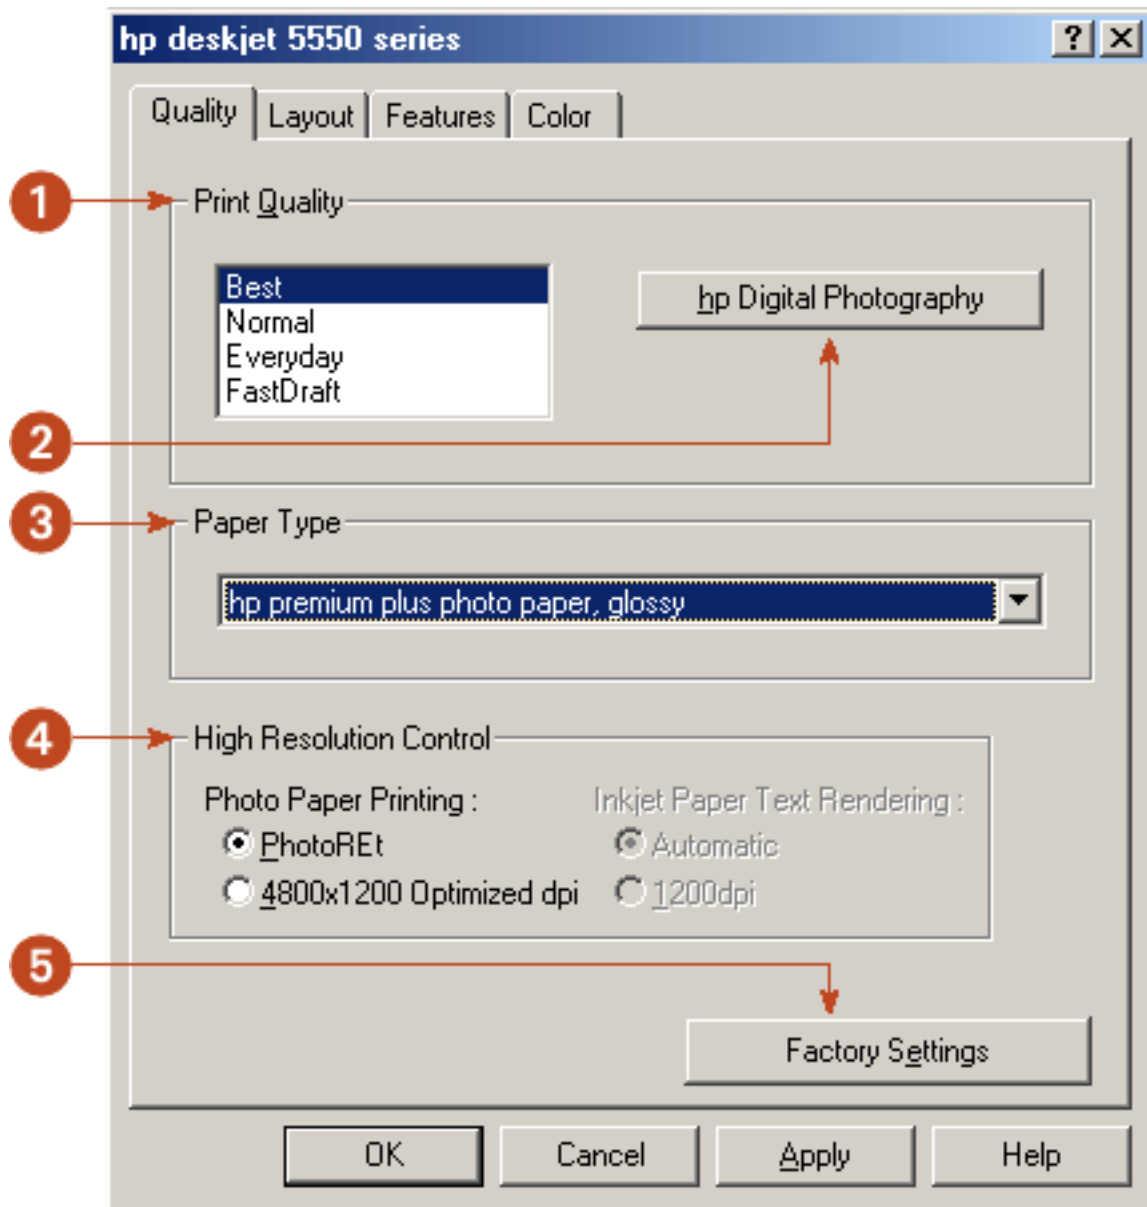 hp deskjet 5550 series
Quality Layout Features Color
1
Print Quality
Best
Normal
Everyday
FastDraft
hp Digital Photography
2
3
Paper Type
hp premium plus photo paper, glossy
4
High Resolution Control
Photo Paper Printing :
PhotoREt
4800x1200 Optimized dpi
Inkjet Paper Text Rendering :
Automatic
1200dpi
5
Factory Settings
OK Cancel Apply Help